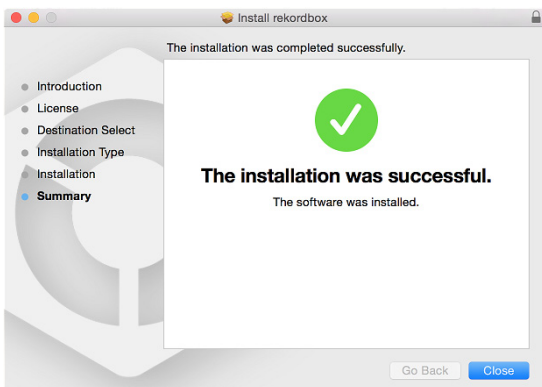 Install rekordbox
The installation was completed successfully.
Introduction
License
Destination Select
Installation Type
Installation
Summary
The installation was successful.
The software was installed.
Go Back
Close